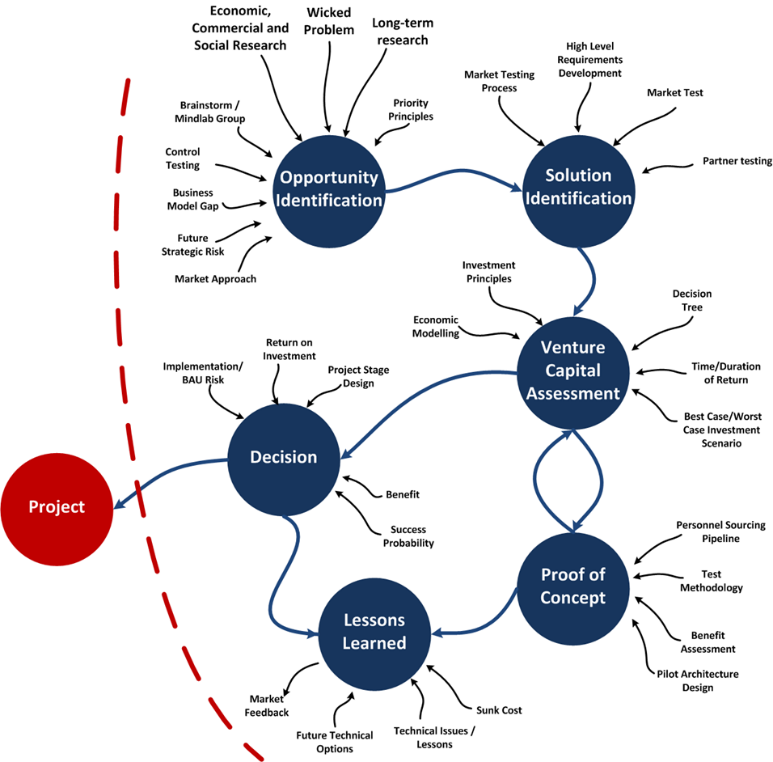 Economic,
Commercial and
Social Research
Wicked
Problem
Long-term
research
Priority
Principles
Brainstorm /
Mindlab Group
Control
Testing
Business
Model Gap
Future
Strategic Risk
Market Approach
Opportunity
Identification
Market Testing
Process
High Level
Requirements
Development
Market Test
Partner testing
Solution
Identification
Investment
Principles
Economic
Modelling
Decision
Tree
Time/Duration
of Return
Best Case/Worst
Case Investment
Scenario
Venture
Capital
Assessment
Implementation/
BAU Risk
Return on
Investment
Project Stage
Design
Decision
Benefit
Success
Probability
Project
Personnel Sourcing
Pipeline
Test
Methodology
Benefit
Assessment
Pilot Architecture
Design
Proof of
Concept
Lessons
Learned
Market
Feedback
Future Technical
Options
Technical Issues /
Lessons
Sunk Cost